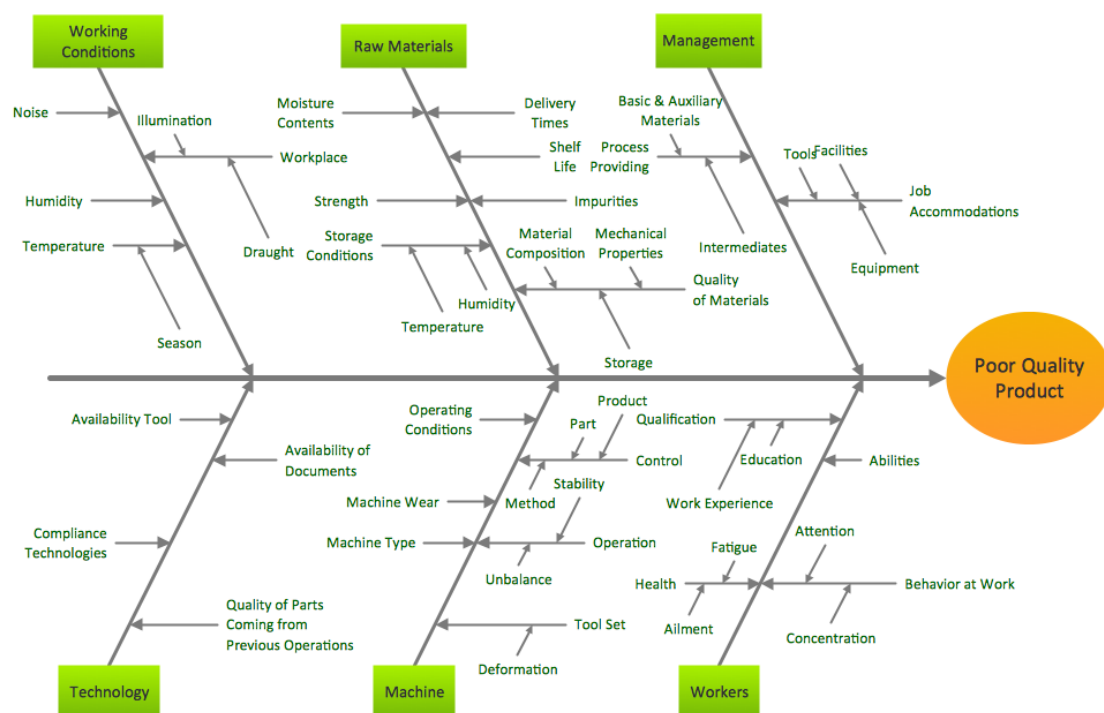 Working
Conditions
Raw Materials
Management
Noise
Illumination
Workplace
Humidity
Temperature
Draught
Season
Moisture
Contents
Delivery
Times
Shelf
Life
Strength
Impurities
Storage
Conditions
Humidity
Temperature
Material
Composition
Mechanical
Properties
Quality
of Materials
Storage
Basic & Auxiliary
Materials
Process
Providing
Intermediates
Tools
Facilities
Job
Accommodations
Equipment
Poor Quality
Product
Availability Tool
Availability of
Documents
Compliance
Technologies
Quality of Parts
Coming from
Previous Operations
Operating
Conditions
Product
Part
Control
Method
Stability
Machine Wear
Machine Type
Operation
Unbalance
Tool Set
Deformation
Qualification
Education
Work Experience
Abilities
Attention
Fatigue
Health
Behavior at Work
Ailment
Concentration
Technology
Machine
Workers